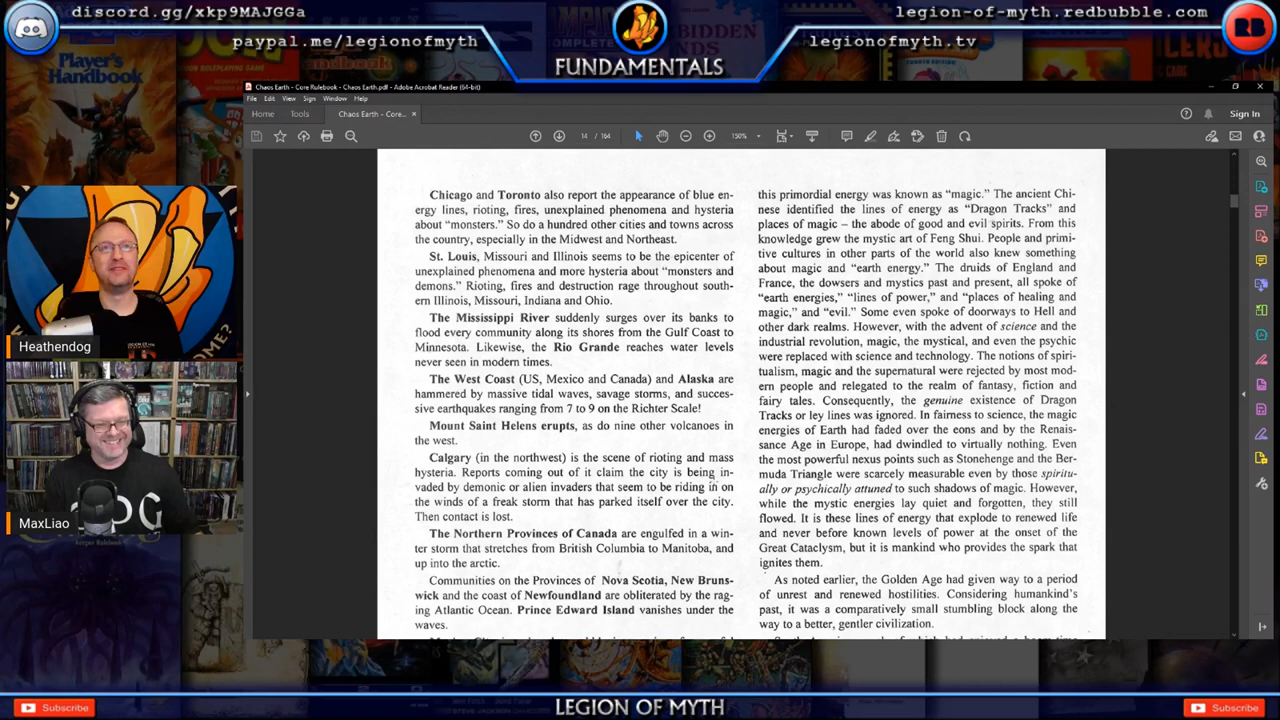 discord.gg/xkp9MAJGGa
paypal.me/legionofmyth
FUNDAMENTALS
legion-of-myth.redbubble.com
legionofmyth.tv
RB
Player's
Handbook
Chaos Earth - Core Rulebook - Chaos Earth.pdf - Adobe Acrobat Reader (64-bit)
File Edit View Sign Window Help
Home Tools Chaos Earth - Core... × Sign In
14 / 164 150%
Chicago and Toronto also report the appearance of blue en-
ergy lines, rioting, fires, unexplained phenomena and hysteria
about "monsters." So do a hundred other cities and towns across
the country, especially in the Midwest and Northeast.
St. Louis, Missouri and Illinois seems to be the epicenter of
unexplained phenomena and more hysteria about "monsters and
demons." Rioting, fires and destruction rage throughout south-
ern Illinois, Missouri, Indiana and Ohio.
The Mississippi River suddenly surges over its banks to
flood every community along its shores from the Gulf Coast to
Minnesota. Likewise, the Rio Grande reaches water levels
never seen in modern times.
The West Coast (US, Mexico and Canada) and Alaska are
hammered by massive tidal waves, savage storms, and succes-
sive earthquakes ranging from 7 to 9 on the Richter Scale!
Mount Saint Helens erupts, as do nine other volcanoes in
the west.
Calgary (in the northwest) is the scene of rioting and mass
hysteria. Reports coming out of it claim the city is being in-
vaded by demonic or alien invaders that seem to be riding in on
the winds of a freak storm that has parked itself over the city.
Then contact is lost.
The Northern Provinces of Canada are engulfed in a win-
ter storm that stretches from British Columbia to Manitoba, and
up into the arctic.
Communities on the Provinces of Nova Scotia, New Bruns-
wick and the coast of Newfoundland are obliterated by the rag-
ing Atlantic Ocean. Prince Edward Island vanishes under the
waves.
this primordial energy was known as "magic." The ancient Chi-
nese identified the lines of energy as "Dragon Tracks" and
places of magic – the abode of good and evil spirits. From this
knowledge grew the mystic art of Feng Shui. People and primi-
tive cultures in other parts of the world also knew something
about magic and "earth energy." The druids of England and
France, the dowsers and mystics past and present, all spoke of
"earth energies," "lines of power," and "places of healing and
magic," and "evil." Some even spoke of doorways to Hell and
other dark realms. However, with the advent of science and the
industrial revolution, magic, the mystical, and even the psychic
were replaced with science and technology. The notions of spiri-
tualism, magic and the supernatural were rejected by most mod-
ern people and relegated to the realm of fantasy, fiction and
fairy tales. Consequently, the genuine existence of Dragon
Tracks or ley lines was ignored. In fairness to science, the magic
energies of Earth had faded over the eons and by the Renais-
sance Age in Europe, had dwindled to virtually nothing. Even
the most powerful nexus points such as Stonehenge and the Ber-
muda Triangle were scarcely measurable even by those spiritu-
ally or psychically attuned to such shadows of magic. However,
while the mystic energies lay quiet and forgotten, they still
flowed. It is these lines of energy that explode to renewed life
and never before known levels of power at the onset of the
Great Cataclysm, but it is mankind who provides the spark that
ignites them.
As noted earlier, the Golden Age had given way to a period
of unrest and renewed hostilities. Considering humankind's
past, it was a comparatively small stumbling block along the
way to a better, gentler civilization.
Heathendog
MaxLiao
Subscribe
LEGION OF MYTH
Subscribe